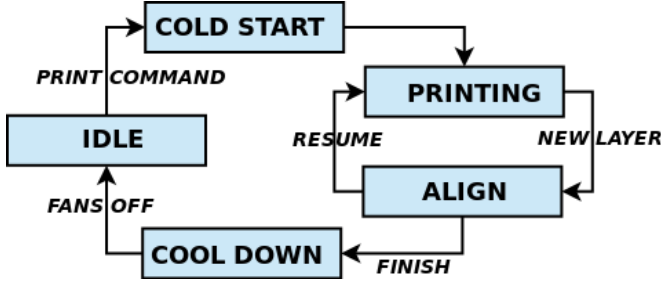 COLD START
PRINT COMMAND
PRINTING
IDLE
RESUME
NEW LAYER
ALIGN
FANS OFF
COOL DOWN
FINISH